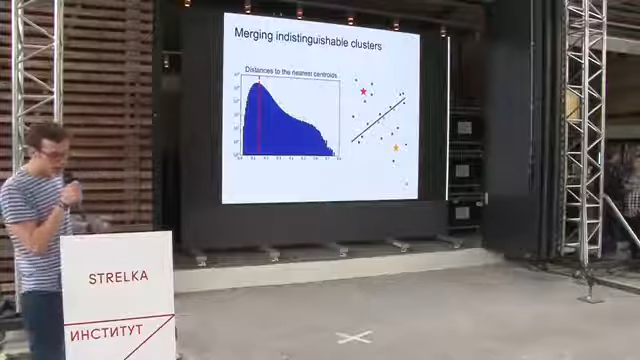 Merging indistinguishable clusters
Distances to the nearest centroids
STRELKA
ИНСТИТУТ